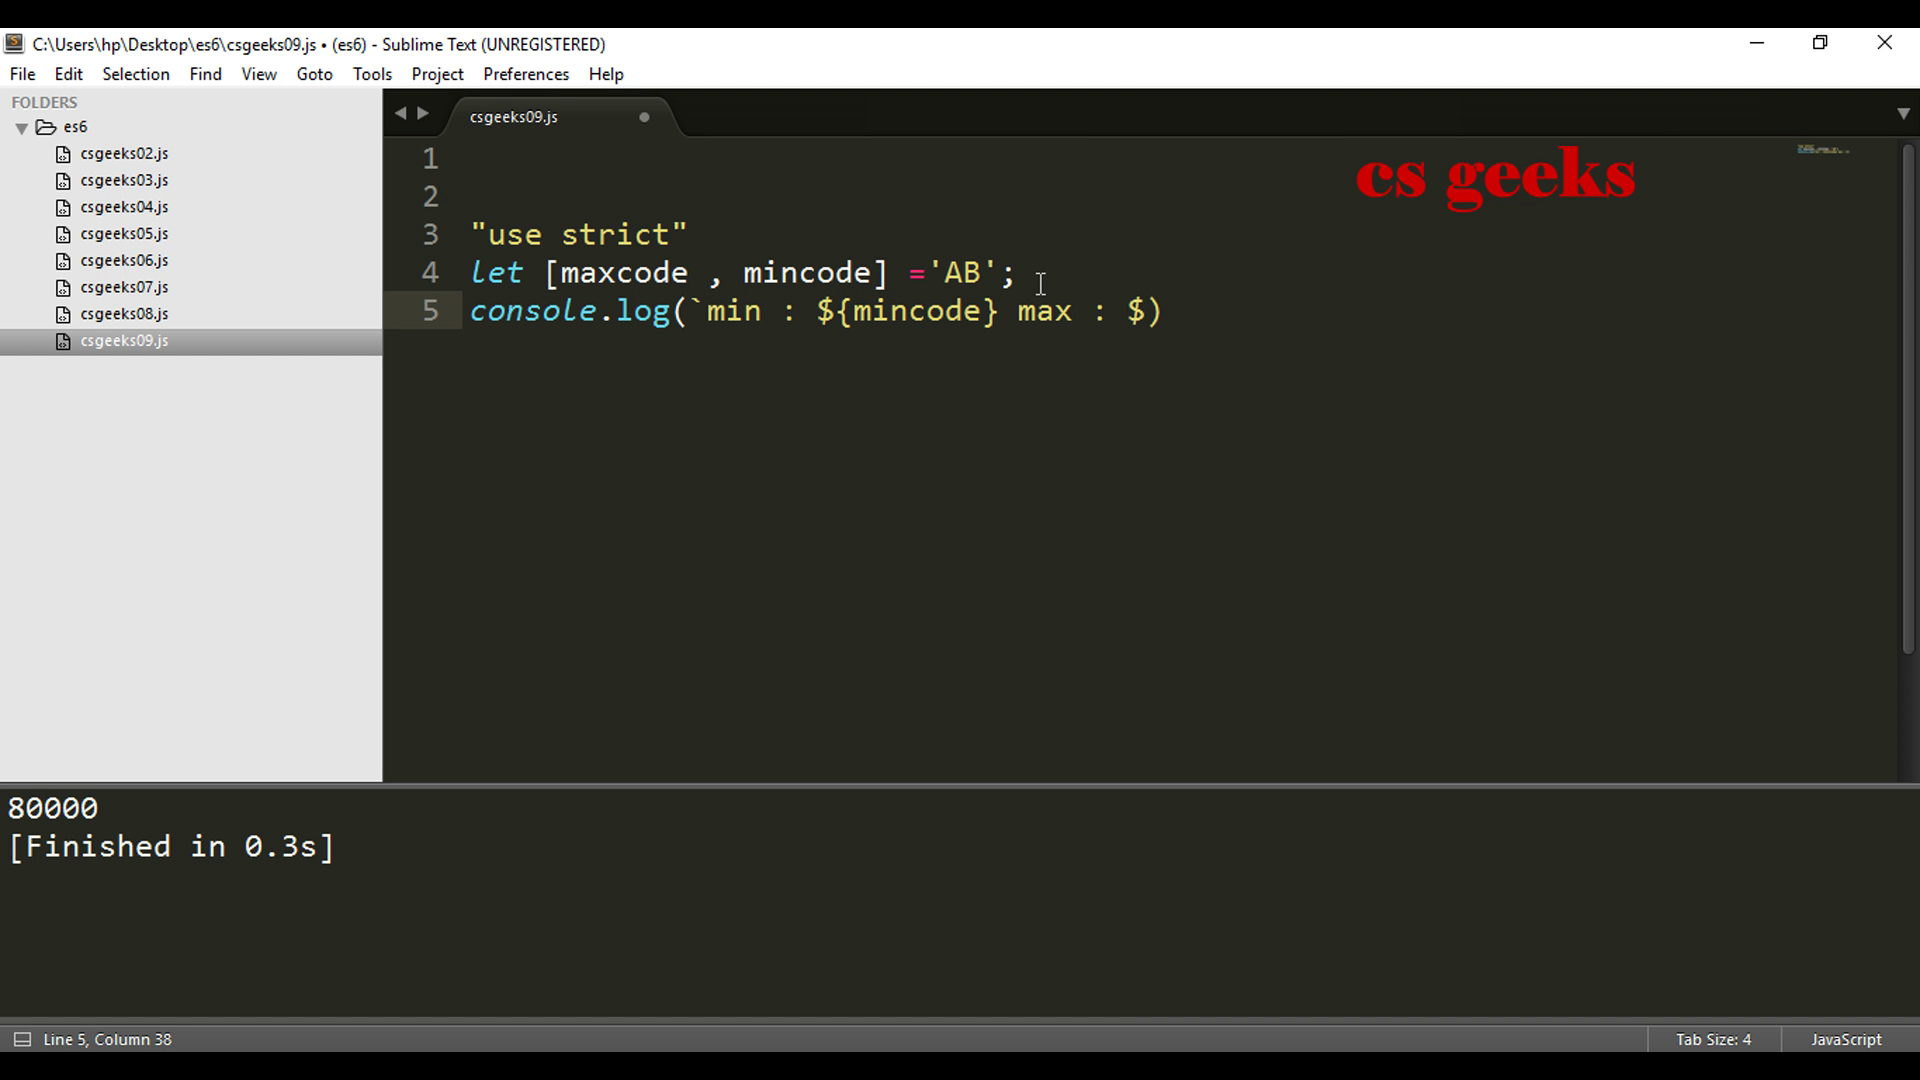 C:\Users\hp\Desktop\es6\csgeeks09.js • (es6) - Sublime Text (UNREGISTERED)
File Edit Selection Find View Goto Tools Project Preferences Help
FOLDERS
es6
csgeeks02.js
csgeeks03.js
csgeeks04.js
csgeeks05.js
csgeeks06.js
csgeeks07.js
csgeeks08.js
csgeeks09.js
csgeeks09.js
cs geeks
1
2
3 "use strict"
4 let [maxcode , mincode] ='AB';
5 console.log(`min : ${mincode} max : $)
80000
[Finished in 0.3s]
Line 5, Column 38
Tab Size: 4
JavaScript